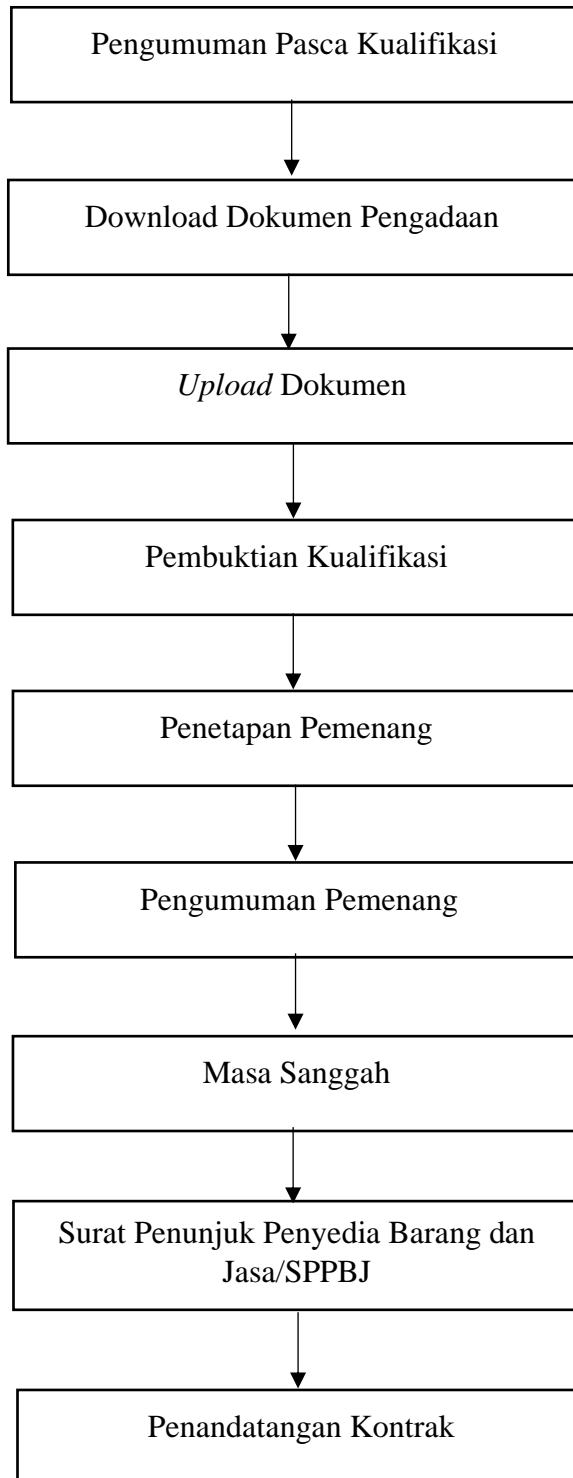 Pengumuman Pasca Kualifikasi
Download Dokumen Pengadaan
Upload Dokumen
Pembuktian Kualifikasi
Penetapan Pemenang
Pengumuman Pemenang
Masa Sanggah
Surat Penunjuk Penyedia Barang dan
Jasa/SPPBJ
Penandatangan Kontrak